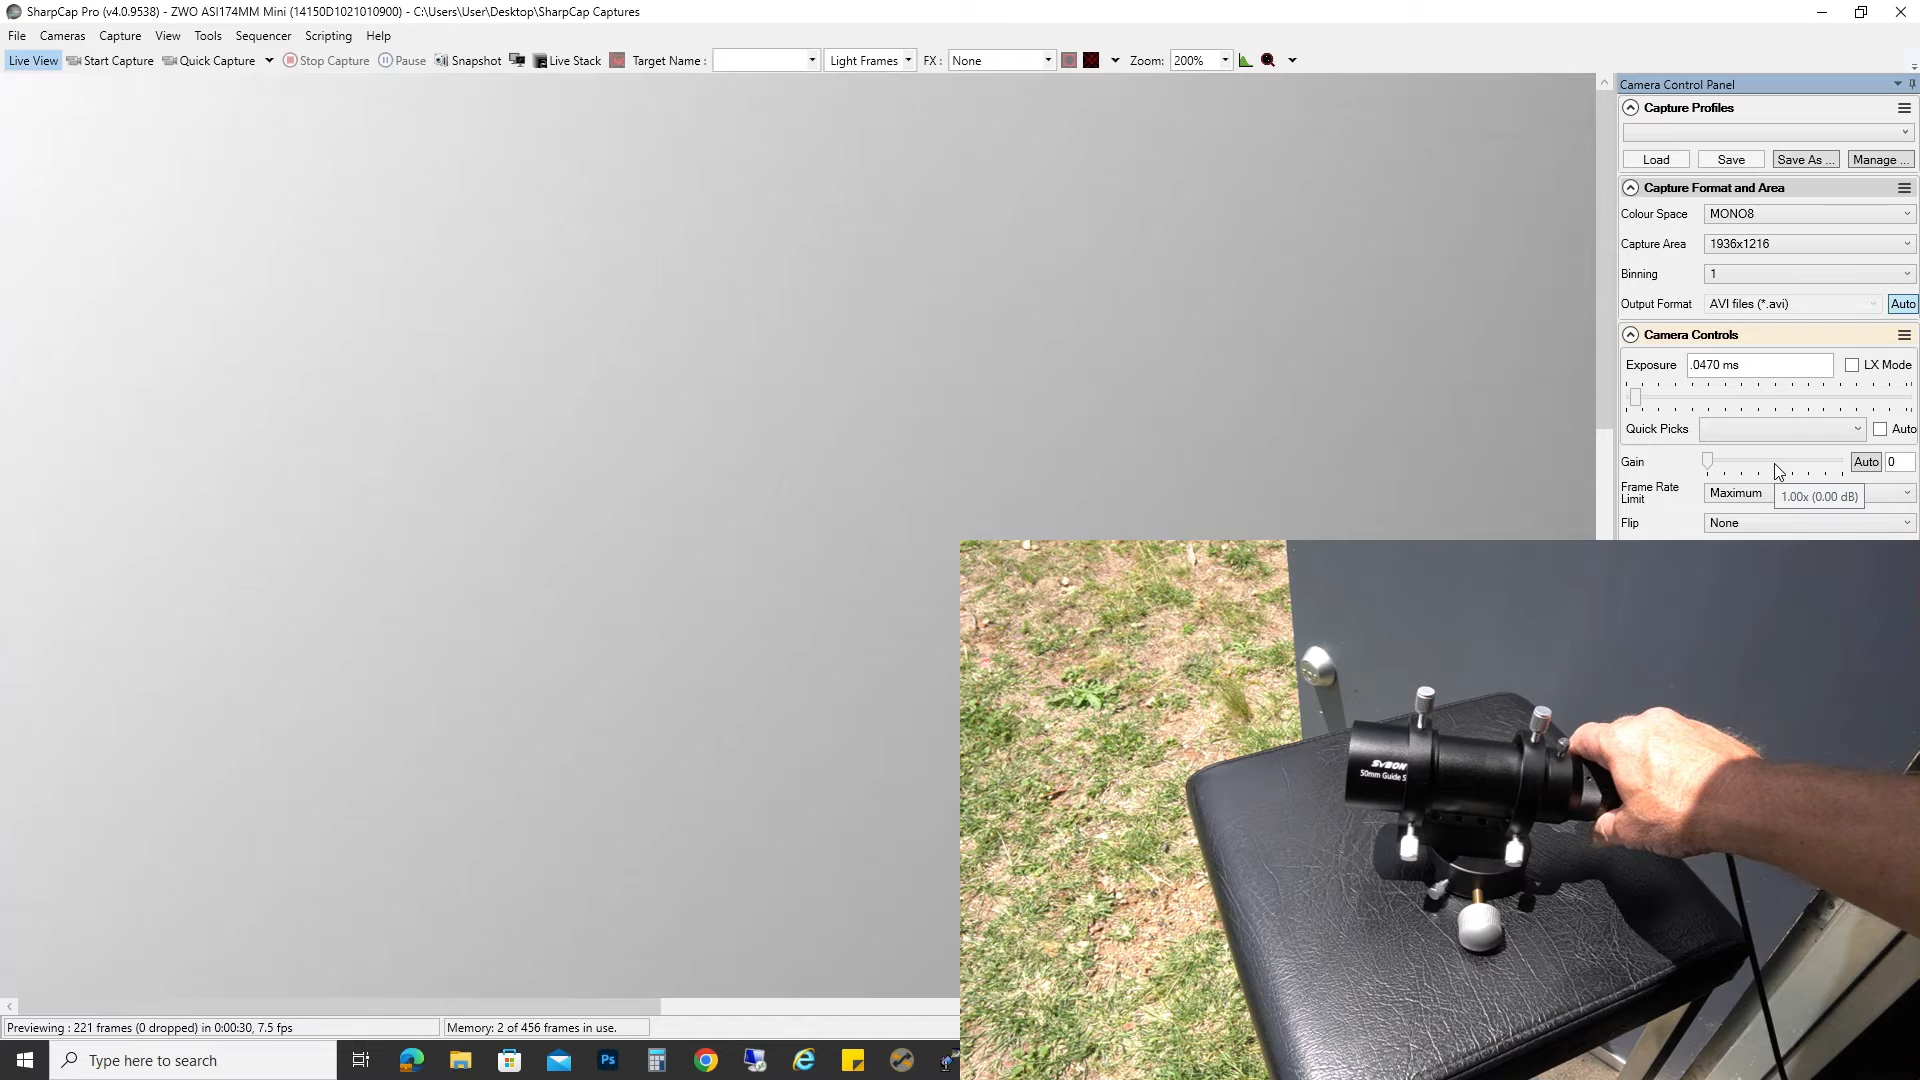 SharpCap Pro (v4.0.9538) - ZWO ASI174MM Mini (14150D1021010900) - C:\Users\User\Desktop\SharpCap Captures
File Cameras Capture View Tools Sequencer Scripting Help
Live View Start Capture Quick Capture Stop Capture Pause Snapshot Live Stack Target Name : Light Frames FX : None Zoom: 200%
Camera Control Panel
Capture Profiles
Load Save Save As ... Manage ...
Capture Format and Area
Colour Space MONO8
Capture Area 1936x1216
Binning 1
Output Format AVI files (*.avi) Auto
Camera Controls
Exposure .0470 ms LX Mode
Quick Picks Auto
Gain Auto 0
Frame Rate Limit Maximum
1.00x (0.00 dB)
Flip None
SVBON
50mm Guide S
Previewing : 221 frames (0 dropped) in 0:00:30, 7.5 fps Memory: 2 of 456 frames in use.
Type here to search
Ps